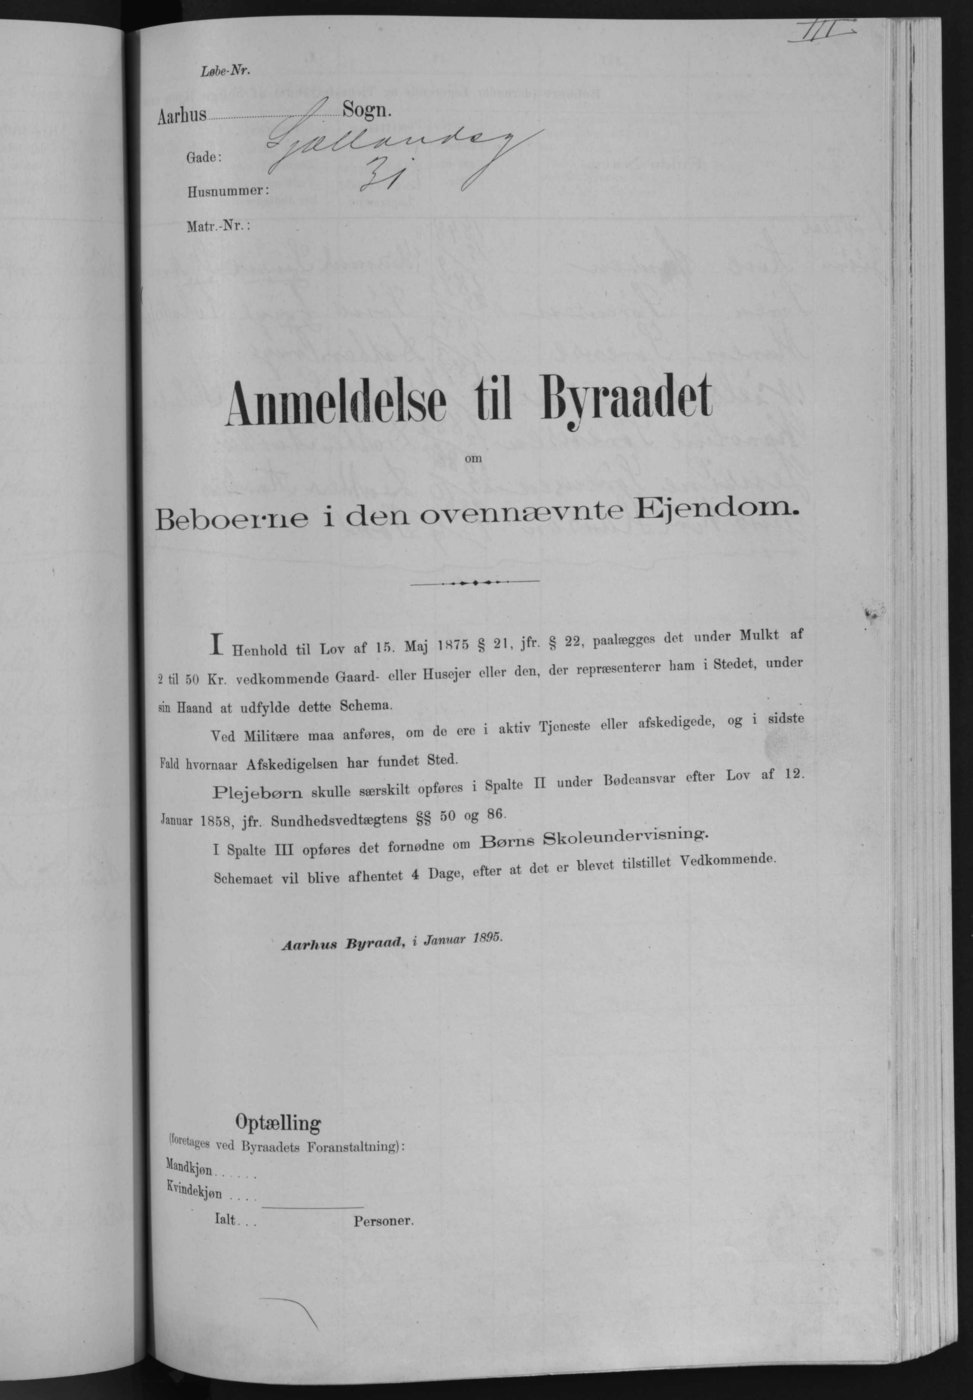 III
Løbe-Nr.
Aarhus Sogn.
Gade: Sjællandsg
Husnummer: 31
Matr.-Nr.:
Anmeldelse til Byraadet
om
Beboerne i den ovennævnte Ejendom.
I Henhold til Lov af 15. Maj 1875 § 21, jfr. § 22, paalægges det under Mulkt af
2 til 50 Kr. vedkommende Gaard- eller Husejer eller den, der repræsenterer ham i Stedet, under
sin Haand at udfylde dette Schema.
Ved Militære maa anføres, om de ere i aktiv Tjeneste eller afskedigede, og i sidste
Fald hvornaar Afskedigelsen har fundet Sted.
Plejebørn skulle særskilt opføres i Spalte II under Bødeansvar efter Lov af 12.
Januar 1858, jfr. Sundhedsvedtægtens §§ 50 og 86.
I Spalte III opføres det fornødne om Børns Skoleundervisning.
Schemaet vil blive afhentet 4 Dage, efter at det er blevet tilstillet Vedkommende.
Aarhus Byraad, i Januar 1895.
Optælling
(foretages ved Byraadets Foranstaltning):
Mandkjøn......
Kvindekjøn ....
Ialt... Personer.